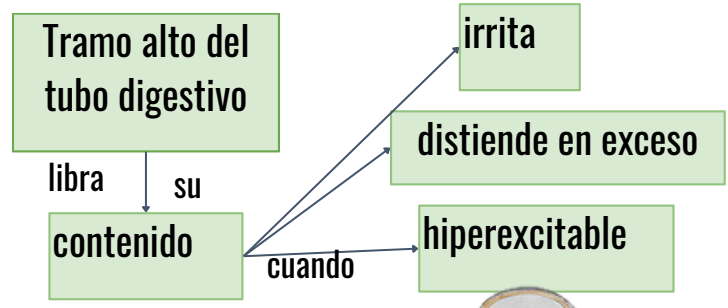 Tramo alto del
tubo digestivo
libra
su
contenido
cuando
irrita
distiende en exceso
hiperexcitable